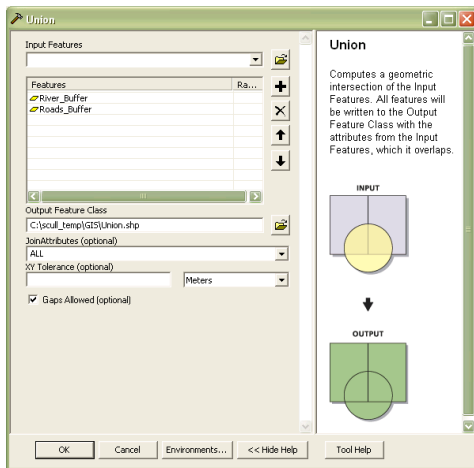 Union
Input Features
Features
Ra...
River_Buffer
Roads_Buffer
Output Feature Class
C:\scull_temp\GIS\Union.shp
JoinAttributes (optional)
ALL
XY Tolerance (optional)
Meters
Gaps Allowed (optional)
OK
Cancel
Environments...
<< Hide Help
Tool Help
Union
Computes a geometric
intersection of the Input
Features. All features will
be written to the Output
Feature Class with the
attributes from the Input
Features, which it overlaps.
INPUT
OUTPUT